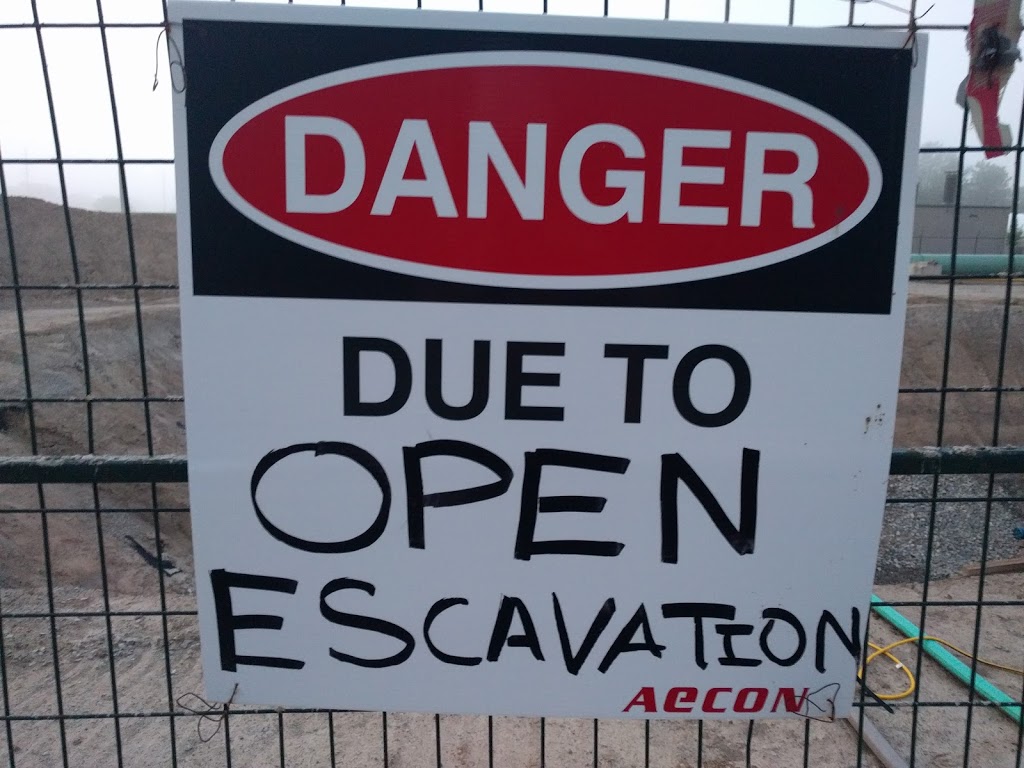 DANGER
DUE TO
OPEN
ESCAVATION
AECON